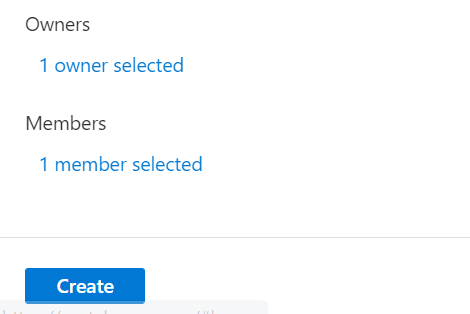 Owners
1 owner selected
Members
1 member selected
Create